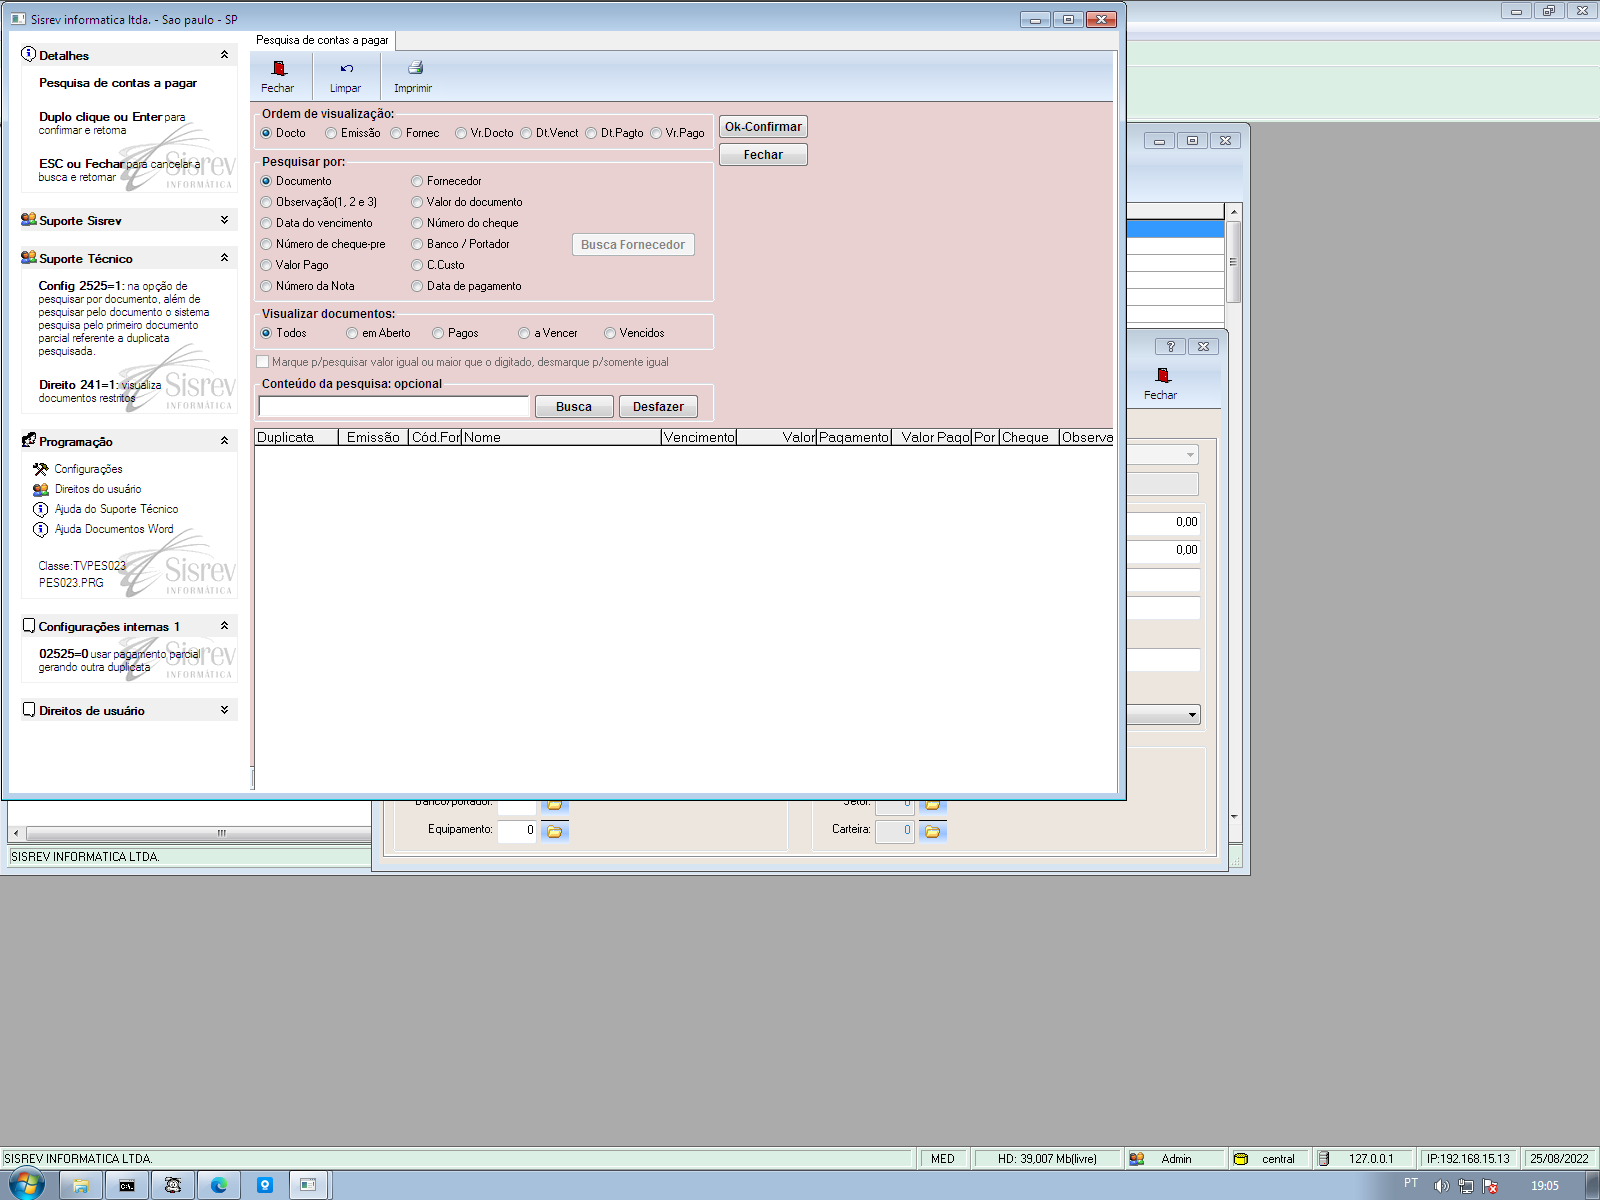 Sisrev informatica ltda. - Sao paulo - SP
Detalhes
Pesquisa de contas a pagar
Duplo clique ou Enter para
confirmar e retorna
ESC ou Fechar para cancelar a
busca e retornar
Sisrev
INFORMÁTICA
Suporte Sisrev
Suporte Técnico
Config 2525=1: na opção de
pesquisar por documento, além de
pesquisar pelo documento o sistema
pesquisa pelo primeiro documento
parcial referente a duplicata
pesquisada.
Direito 241=1: visualiza
documentos restritos
Sisrev
INFORMÁTICA
Programação
Configurações
Direitos do usuário
Ajuda do Suporte Técnico
Ajuda Documentos Word
Classe:TVPES023
PES023.PRG
Sisrev
INFORMÁTICA
Configurações internas 1
02525=0 usar pagamento parcial
gerando outra duplicata
Sisrev
INFORMÁTICA
Direitos de usuário
Pesquisa de contas a pagar
Fechar Limpar Imprimir
Ordem de visualização:
Docto Emissão Fornec Vr.Docto Dt.Venct Dt.Pagto Vr.Pago
Ok-Confirmar
Fechar
Pesquisar por:
Documento Fornecedor
Observação(1, 2 e 3) Valor do documento
Data do vencimento Número do cheque
Número de cheque-pre Banco / Portador
Busca Fornecedor
Valor Pago C.Custo
Número da Nota Data de pagamento
Visualizar documentos:
Todos em Aberto Pagos a Vencer Vencidos
Marque p/pesquisar valor igual ou maior que o digitado, desmarque p/somente igual
Conteúdo da pesquisa: opcional
Busca Desfazer
Duplicata Emissão Cód.For Nome Vencimento Valor Pagamento Valor Pago Por Cheque Observa
Fechar
0,00
0,00
Banco/portador: Setor: 0
Equipamento: 0 Carteira: 0
SISREV INFORMATICA LTDA.
SISREV INFORMATICA LTDA. MED HD: 39,007 Mb(livre) Admin central 127.0.0.1 IP:192.168.15.13 25/08/2022
PT 19:05